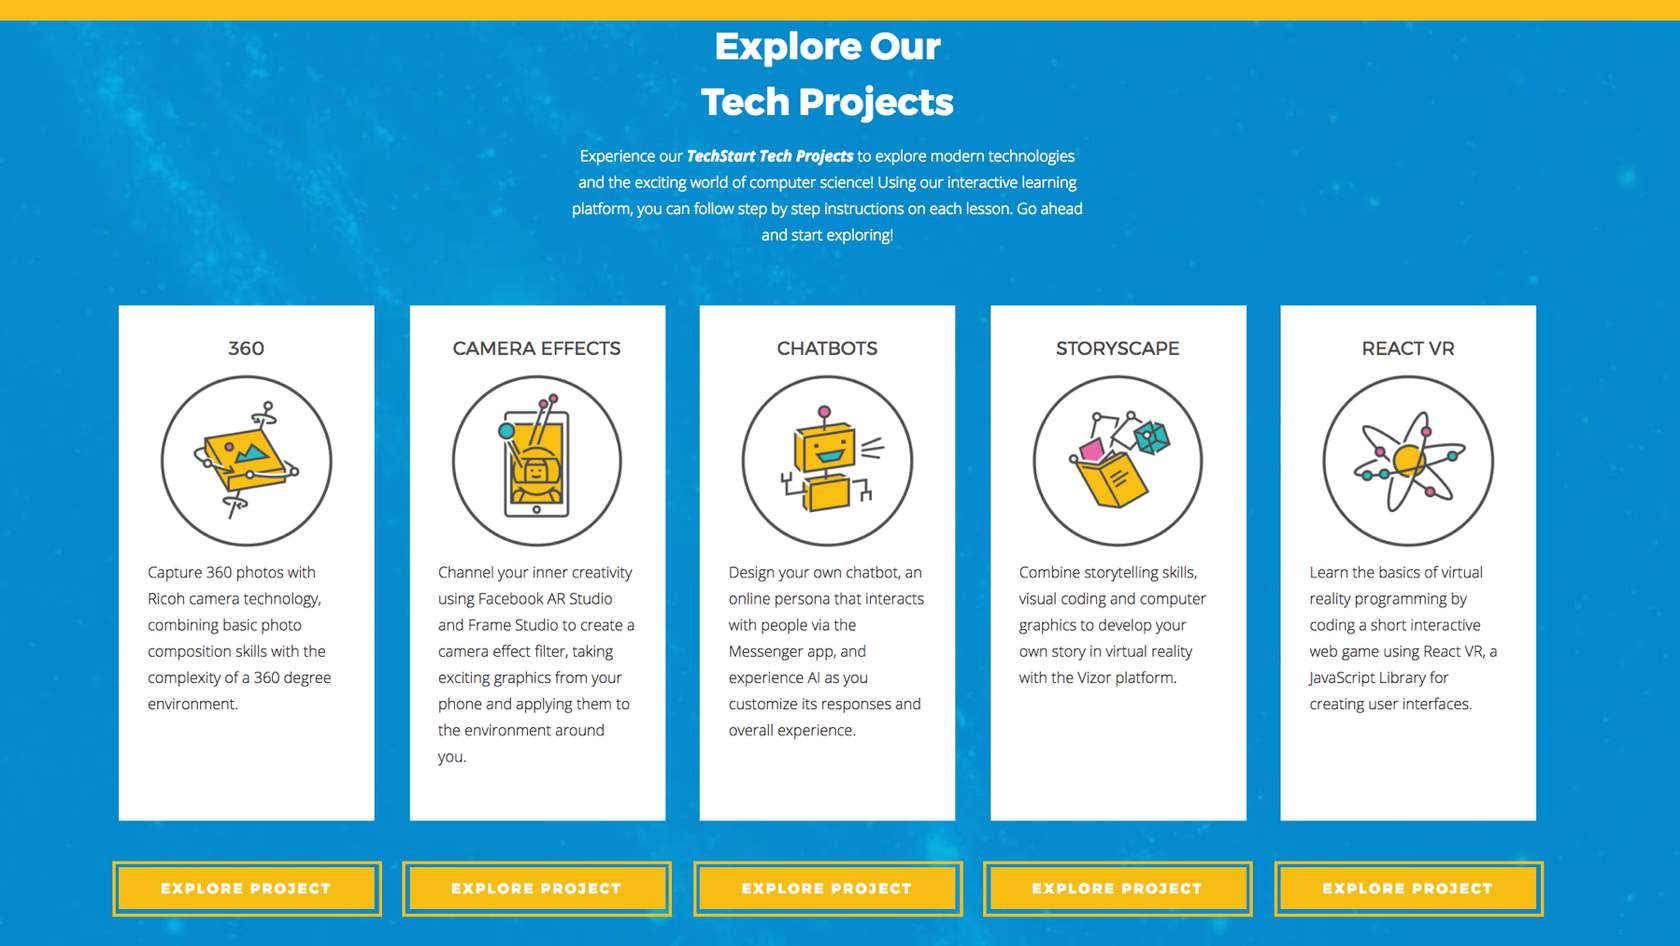 Explore Our
Tech Projects
Experience our TechStart Tech Projects to explore modern technologies
and the exciting world of computer science! Using our interactive learning
platform, you can follow step by step instructions on each lesson. Go ahead
and start exploring!
360
Capture 360 photos with
Ricoh camera technology,
combining basic photo
composition skills with the
complexity of a 360 degree
environment.
EXPLORE PROJECT
CAMERA EFFECTS
Channel your inner creativity
using Facebook AR Studio
and Frame Studio to create a
camera effect filter, taking
exciting graphics from your
phone and applying them to
the environment around
you.
EXPLORE PROJECT
CHATBOTS
Design your own chatbot, an
online persona that interacts
with people via the
Messenger app, and
experience AI as you
customize its responses and
overall experience.
EXPLORE PROJECT
STORYSCAPE
Combine storytelling skills,
visual coding and computer
graphics to develop your
own story in virtual reality
with the Vizor platform.
EXPLORE PROJECT
REACT VR
Learn the basics of virtual
reality programming by
coding a short interactive
web game using React VR, a
JavaScript Library for
creating user interfaces.
EXPLORE PROJECT